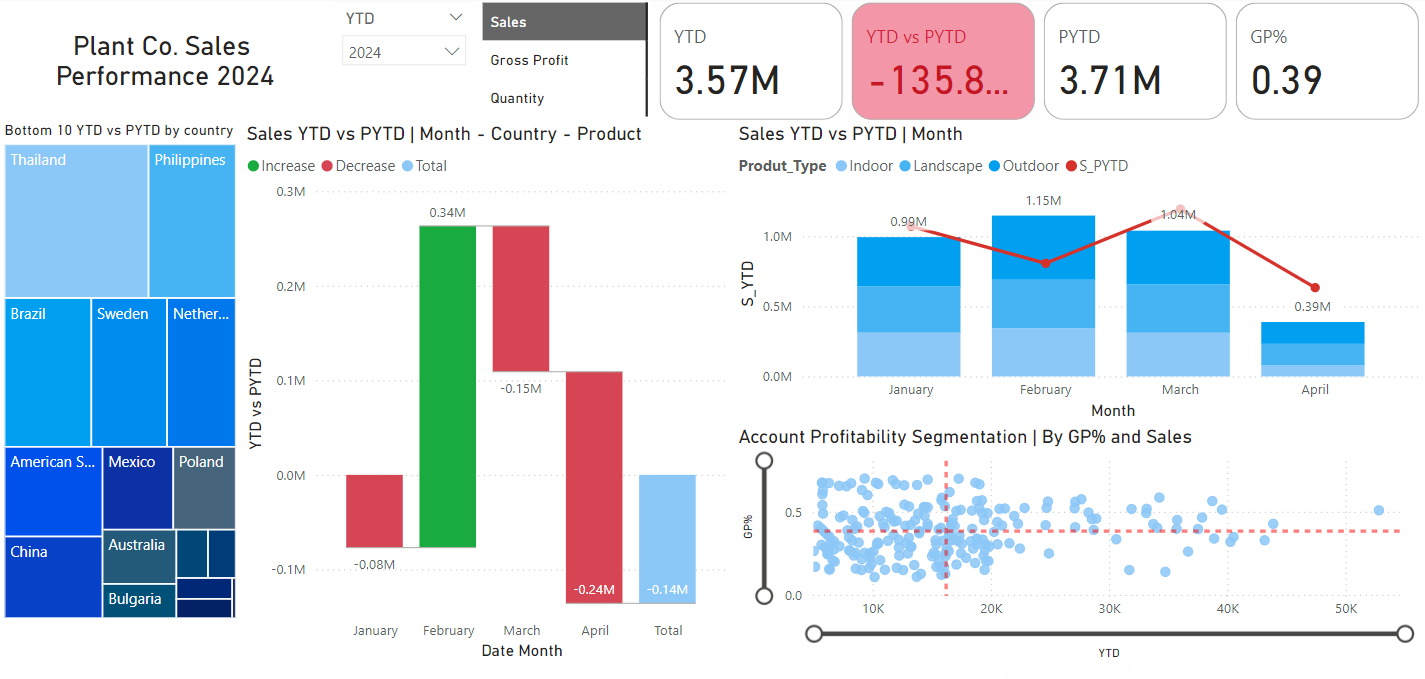 Plant Co. Sales
Performance 2024
YTD
2024
Sales
Gross Profit
Quantity
YTD
3.57M
YTD vs PYTD
-135.8...
PYTD
3.71M
GP%
0.39
Bottom 10 YTD vs PYTD by country
Thailand
Philippines
Brazil
Sweden
Nether...
American S...
Mexico
Poland
China
Australia
Bulgaria
Sales YTD vs PYTD | Month - Country - Product
Increase Decrease Total
YTD vs PYTD
0.3M
0.2M
0.1M
0.0M
-0.1M
0.34M
-0.15M
-0.08M
-0.24M
-0.14M
January February March April Total
Date Month
Sales YTD vs PYTD | Month
Produt_Type Indoor Landscape Outdoor S_PYTD
S_YTD
1.0M
0.5M
0.0M
0.99M
1.15M
1.04M
0.39M
January February March April
Month
Account Profitability Segmentation | By GP% and Sales
GP%
0.5
0.0
10K 20K 30K 40K 50K
YTD